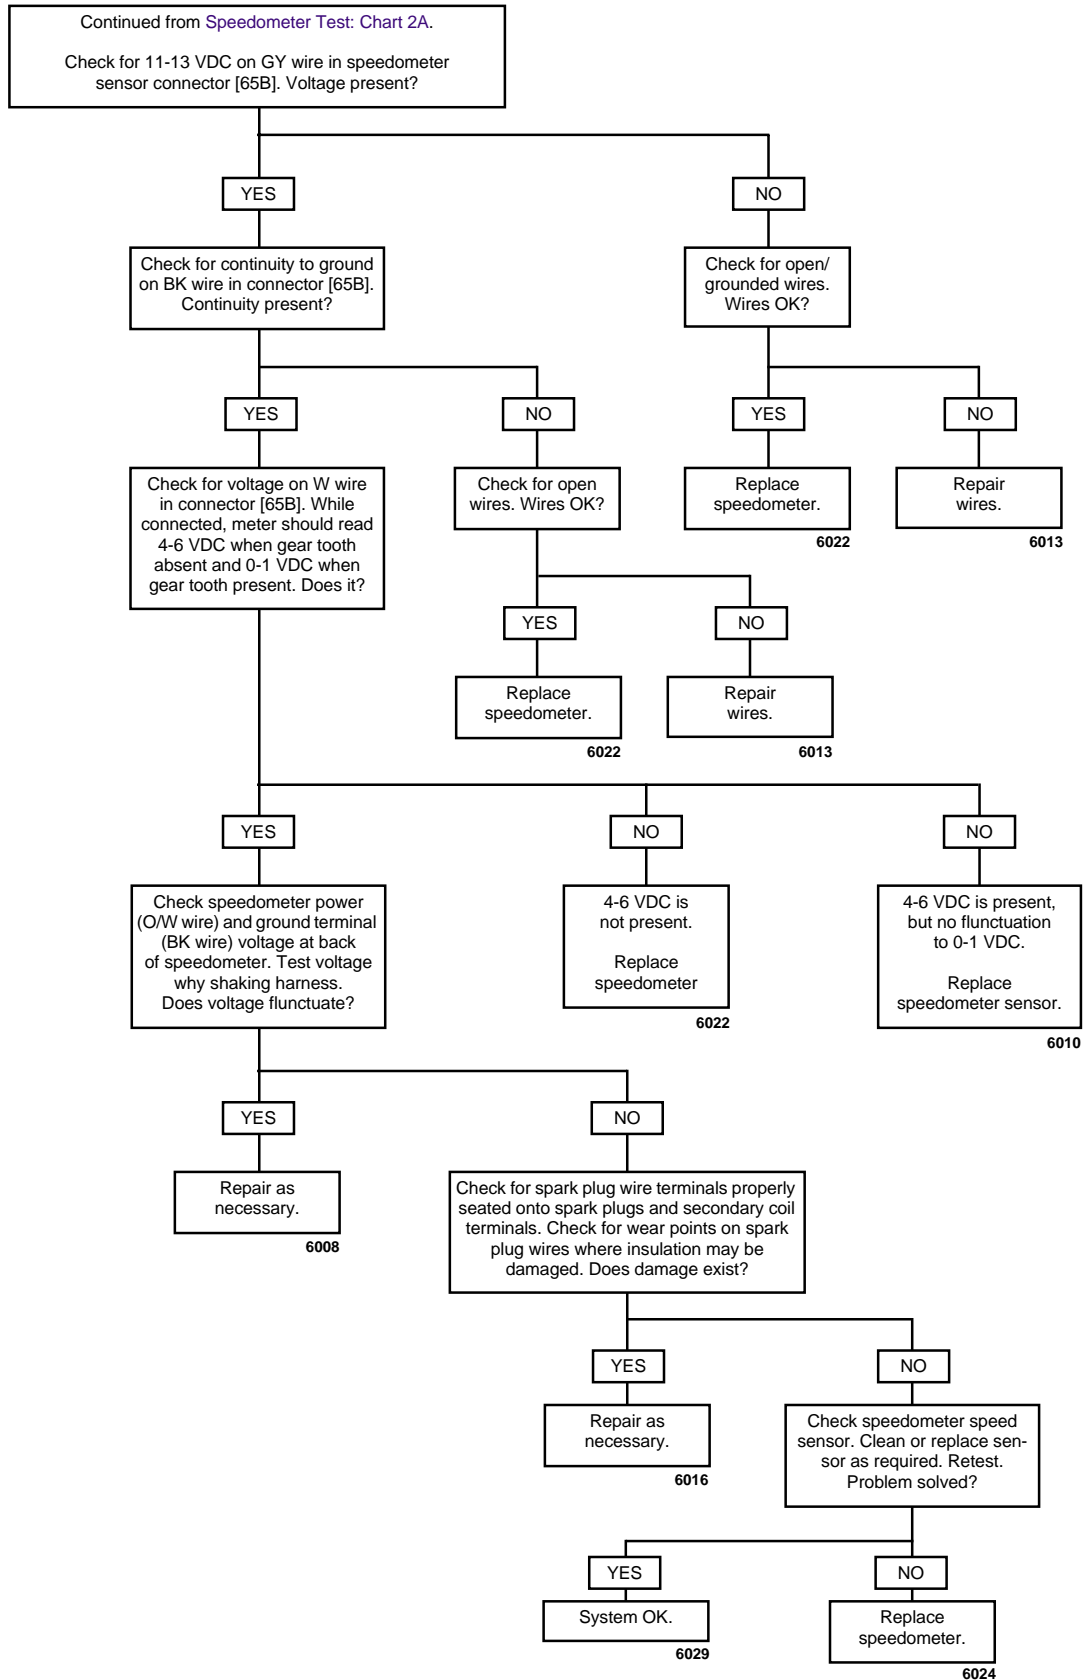 Continued from Speedometer Test: Chart 2A.
Check for 11-13 VDC on GY wire in speedometer
sensor connector [65B]. Voltage present?
YES
NO
Check for continuity to ground
on BK wire in connector [65B].
Continuity present?
Check for open/
grounded wires.
Wires OK?
YES
NO
YES
NO
Check for voltage on W wire
in connector [65B]. While
connected, meter should read
4-6 VDC when gear tooth
absent and 0-1 VDC when
gear tooth present. Does it?
Check for open
wires. Wires OK?
Replace
speedometer.
6022
Repair
wires.
6013
YES
NO
Replace
speedometer.
6022
Repair
wires.
6013
YES
NO
NO
Check speedometer power
(O/W wire) and ground terminal
(BK wire) voltage at back
of speedometer. Test voltage
why shaking harness.
Does voltage flunctuate?
4-6 VDC is
not present.
Replace
speedometer
6022
4-6 VDC is present,
but no flunctuation
to 0-1 VDC.
Replace
speedometer sensor.
6010
YES
NO
Repair as
necessary.
6008
Check for spark plug wire terminals properly
seated onto spark plugs and secondary coil
terminals. Check for wear points on spark
plug wires where insulation may be
damaged. Does damage exist?
YES
NO
Repair as
necessary.
6016
Check speedometer speed
sensor. Clean or replace sen-
sor as required. Retest.
Problem solved?
YES
NO
System OK.
6029
Replace
speedometer.
6024